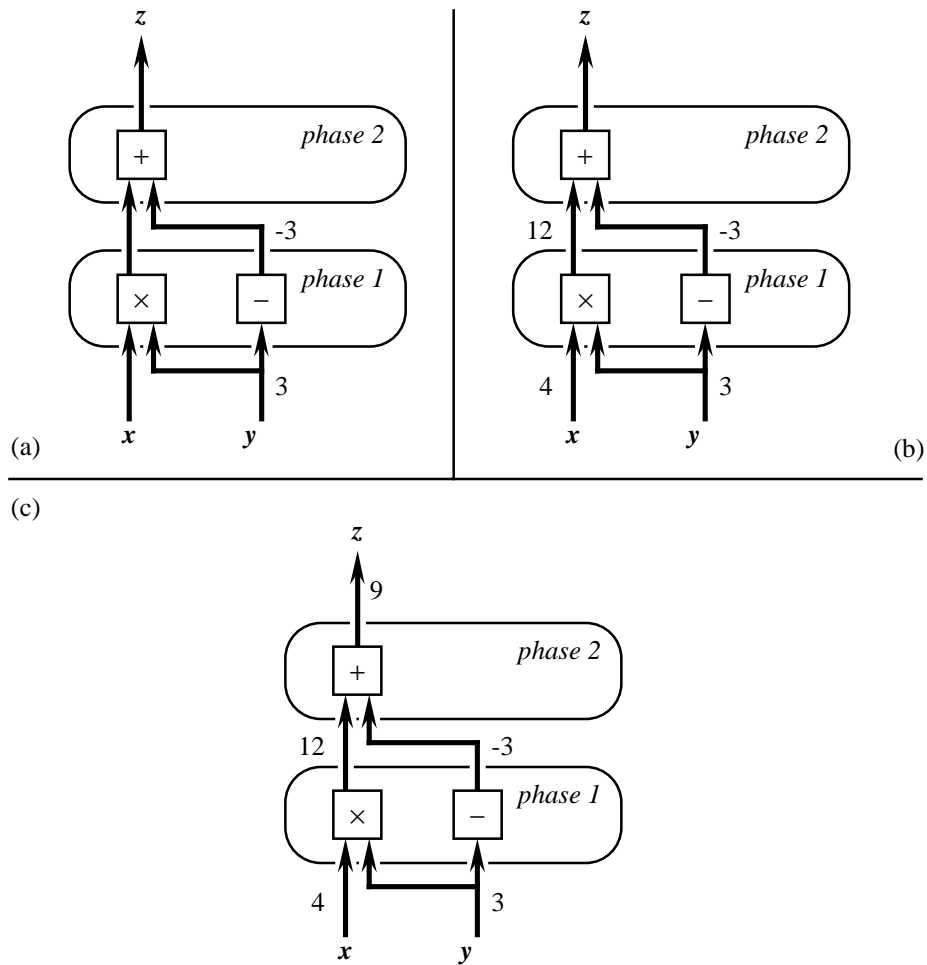 z
phase 2
+
-3
phase 1
× −
3
x y
(a)
z
phase 2
+
12 -3
phase 1
× −
4 3
x y
(b)
(c)
z
9
phase 2
+
12 -3
phase 1
× −
4 3
x y